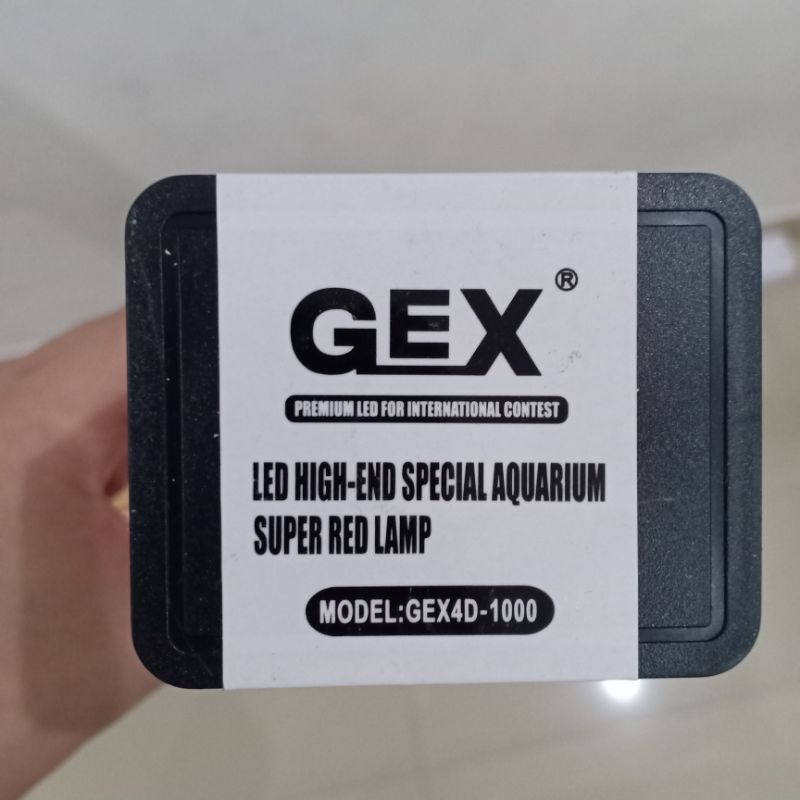 GEX®
PREMIUM LED FOR INTERNATIONAL CONTEST
LED HIGH-END SPECIAL AQUARIUM
SUPER RED LAMP
MODEL:GEX4D-1000